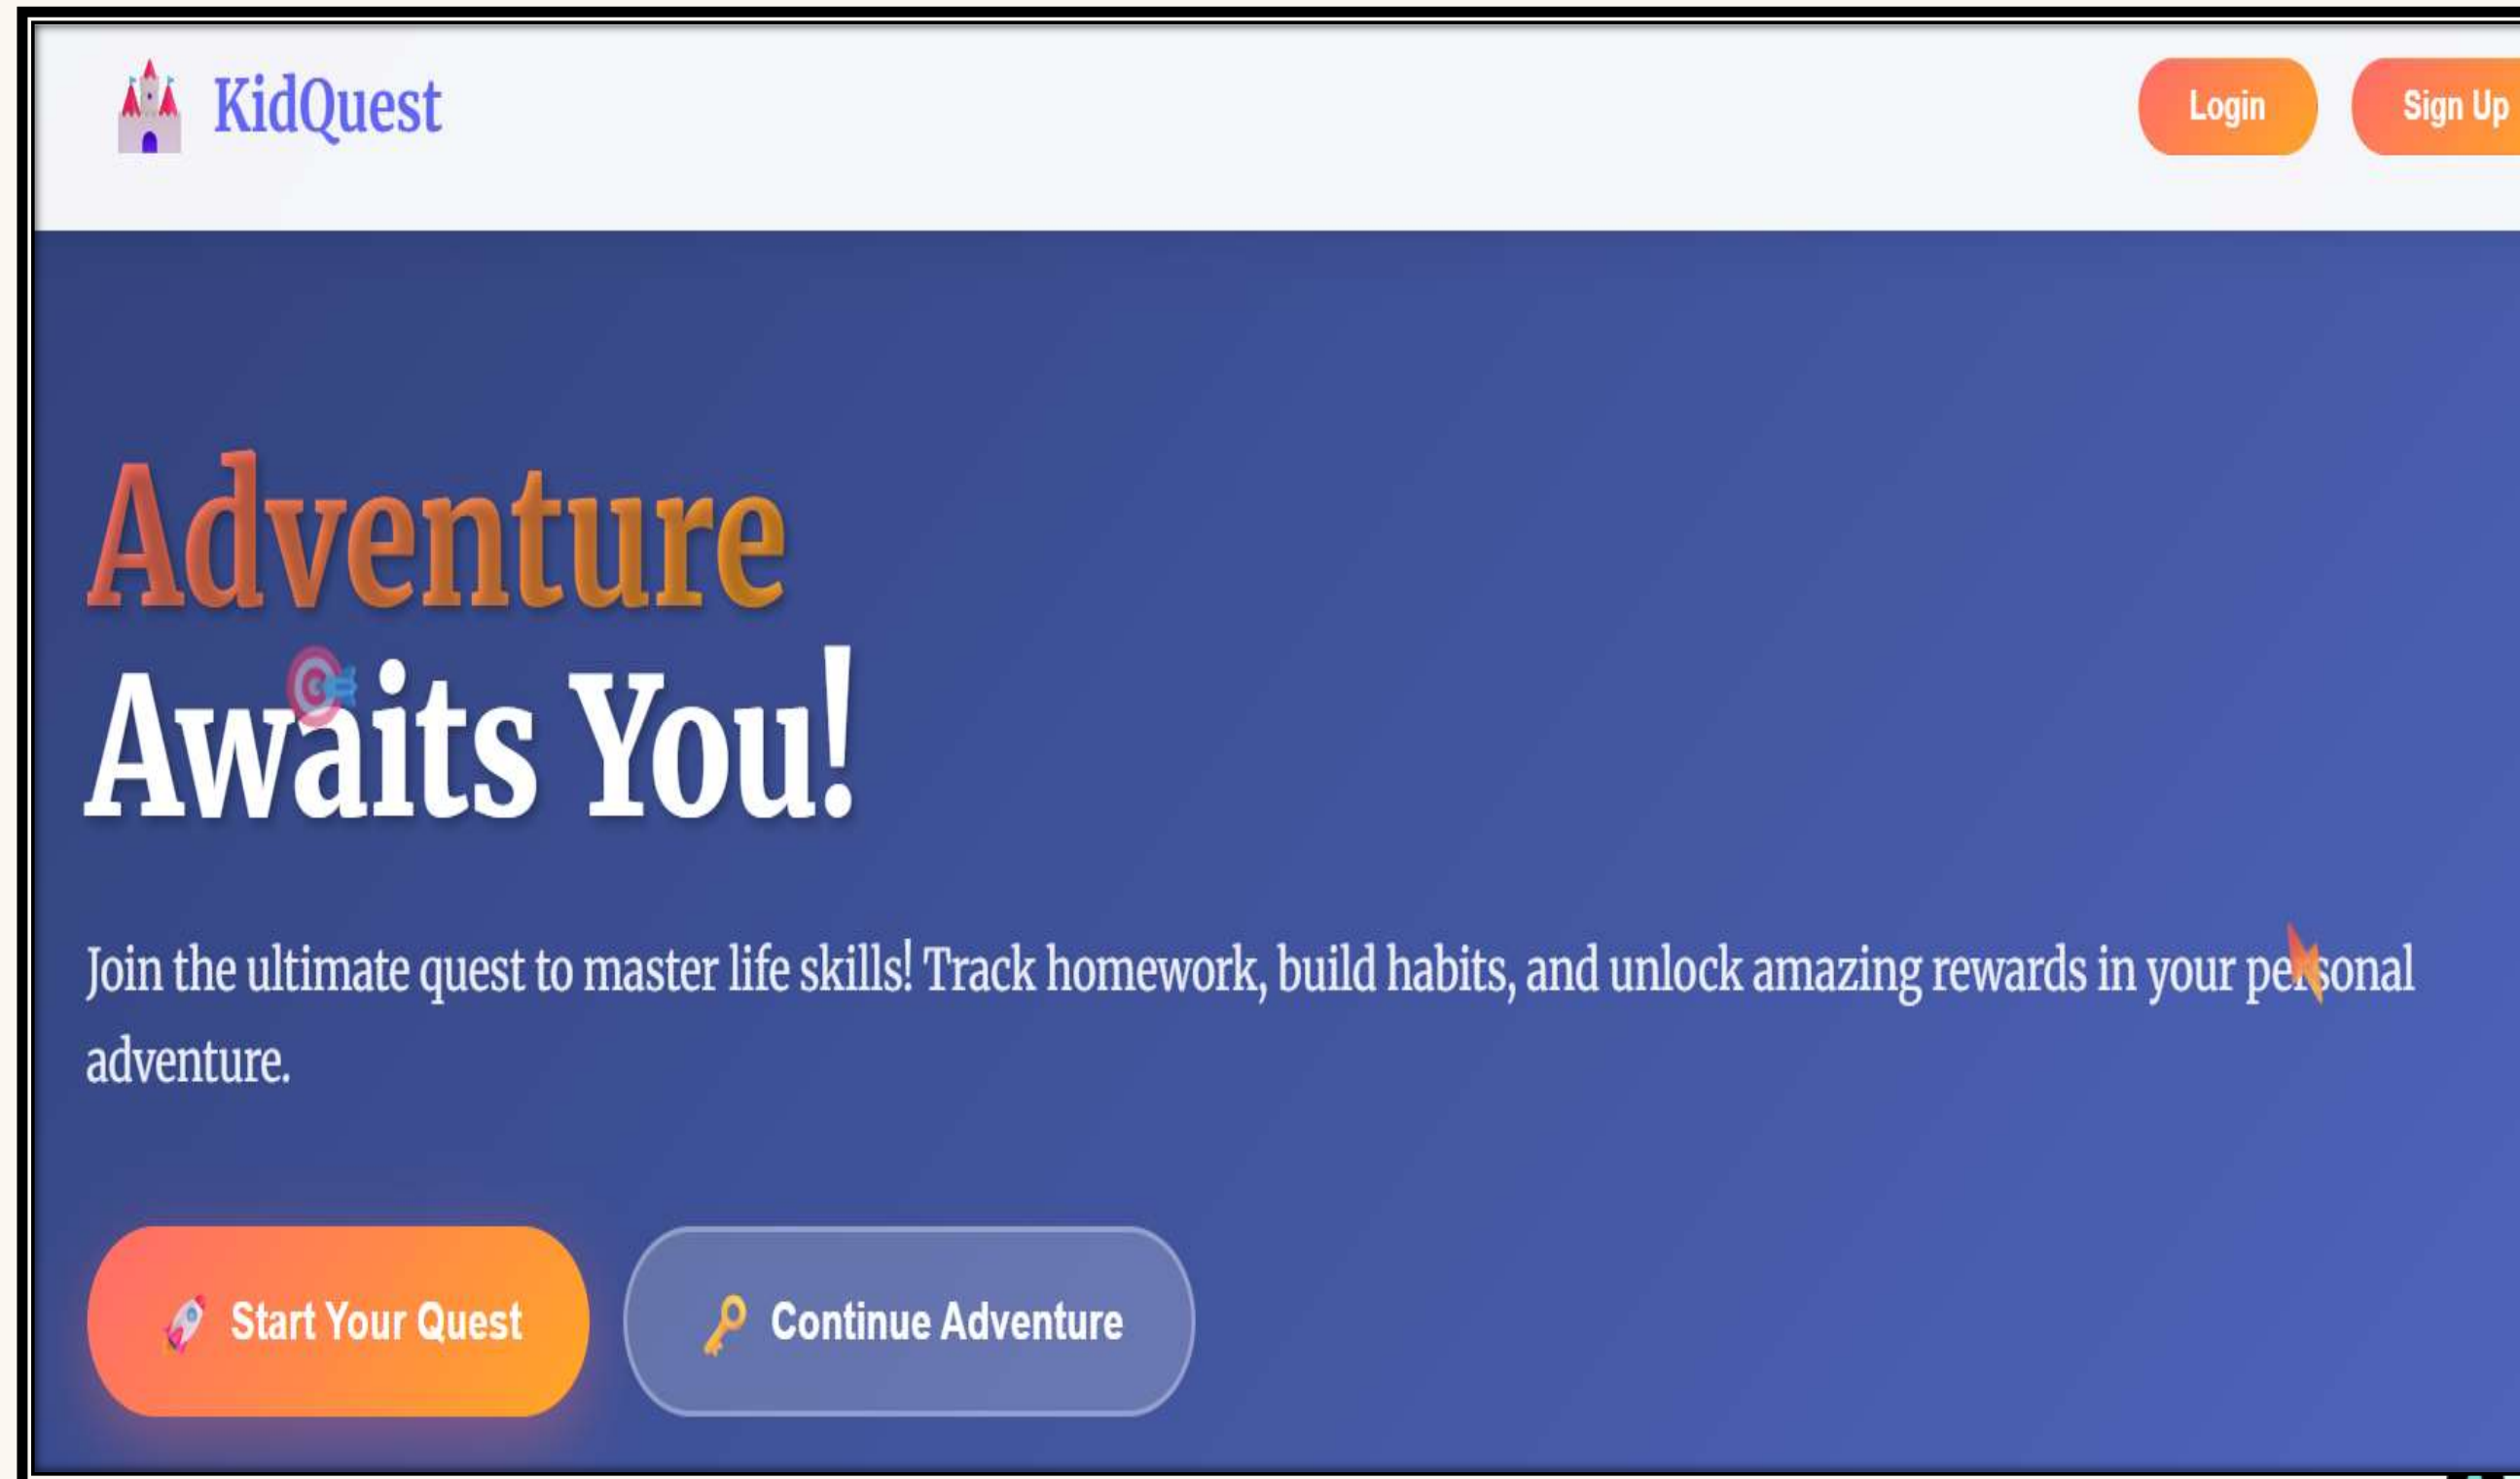 KidQuest
Login
Sign Up
Adventure
Awaits You!
Join the ultimate quest to master life skills! Track homework, build habits, and unlock amazing rewards in your personal
adventure.
Start Your Quest
Continue Adventure